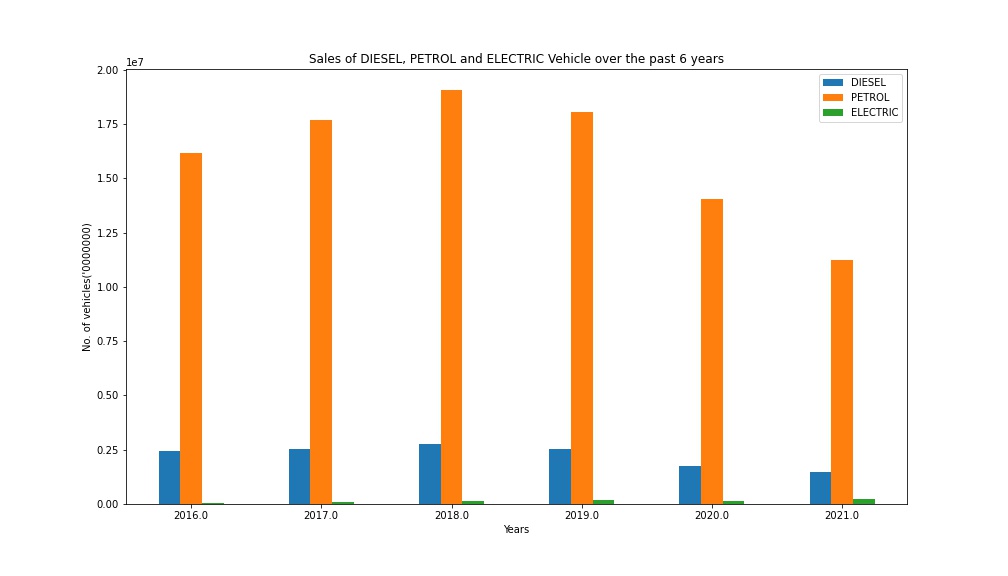 Sales of DIESEL, PETROL and ELECTRIC Vehicle over the past 6 years
1e7
2.00
1.75
1.50
1.25
1.00
0.75
0.50
0.25
0.00
No. of vehicles('0000000)
DIESEL
PETROL
ELECTRIC
2016.0 2017.0 2018.0 2019.0 2020.0 2021.0
Years